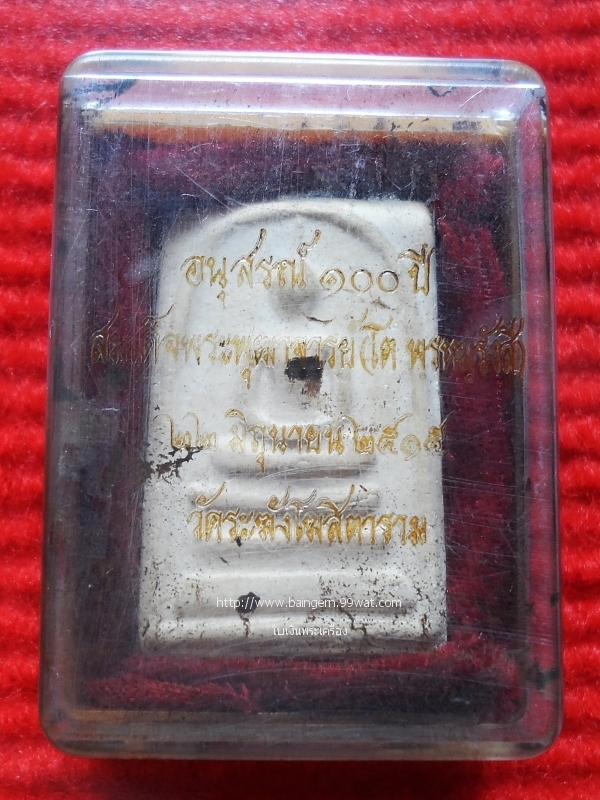 อนุสรณ์ ๑๐๐ ปี
สมเด็จพระพุฒาจารย์(โต พรหมรังสี)
๒๒ มิถุนายน ๒๕๑๕
วัดระฆังโฆสิตาราม
http://www.baingern.99wat.com
ใบเงินพระเครื่อง